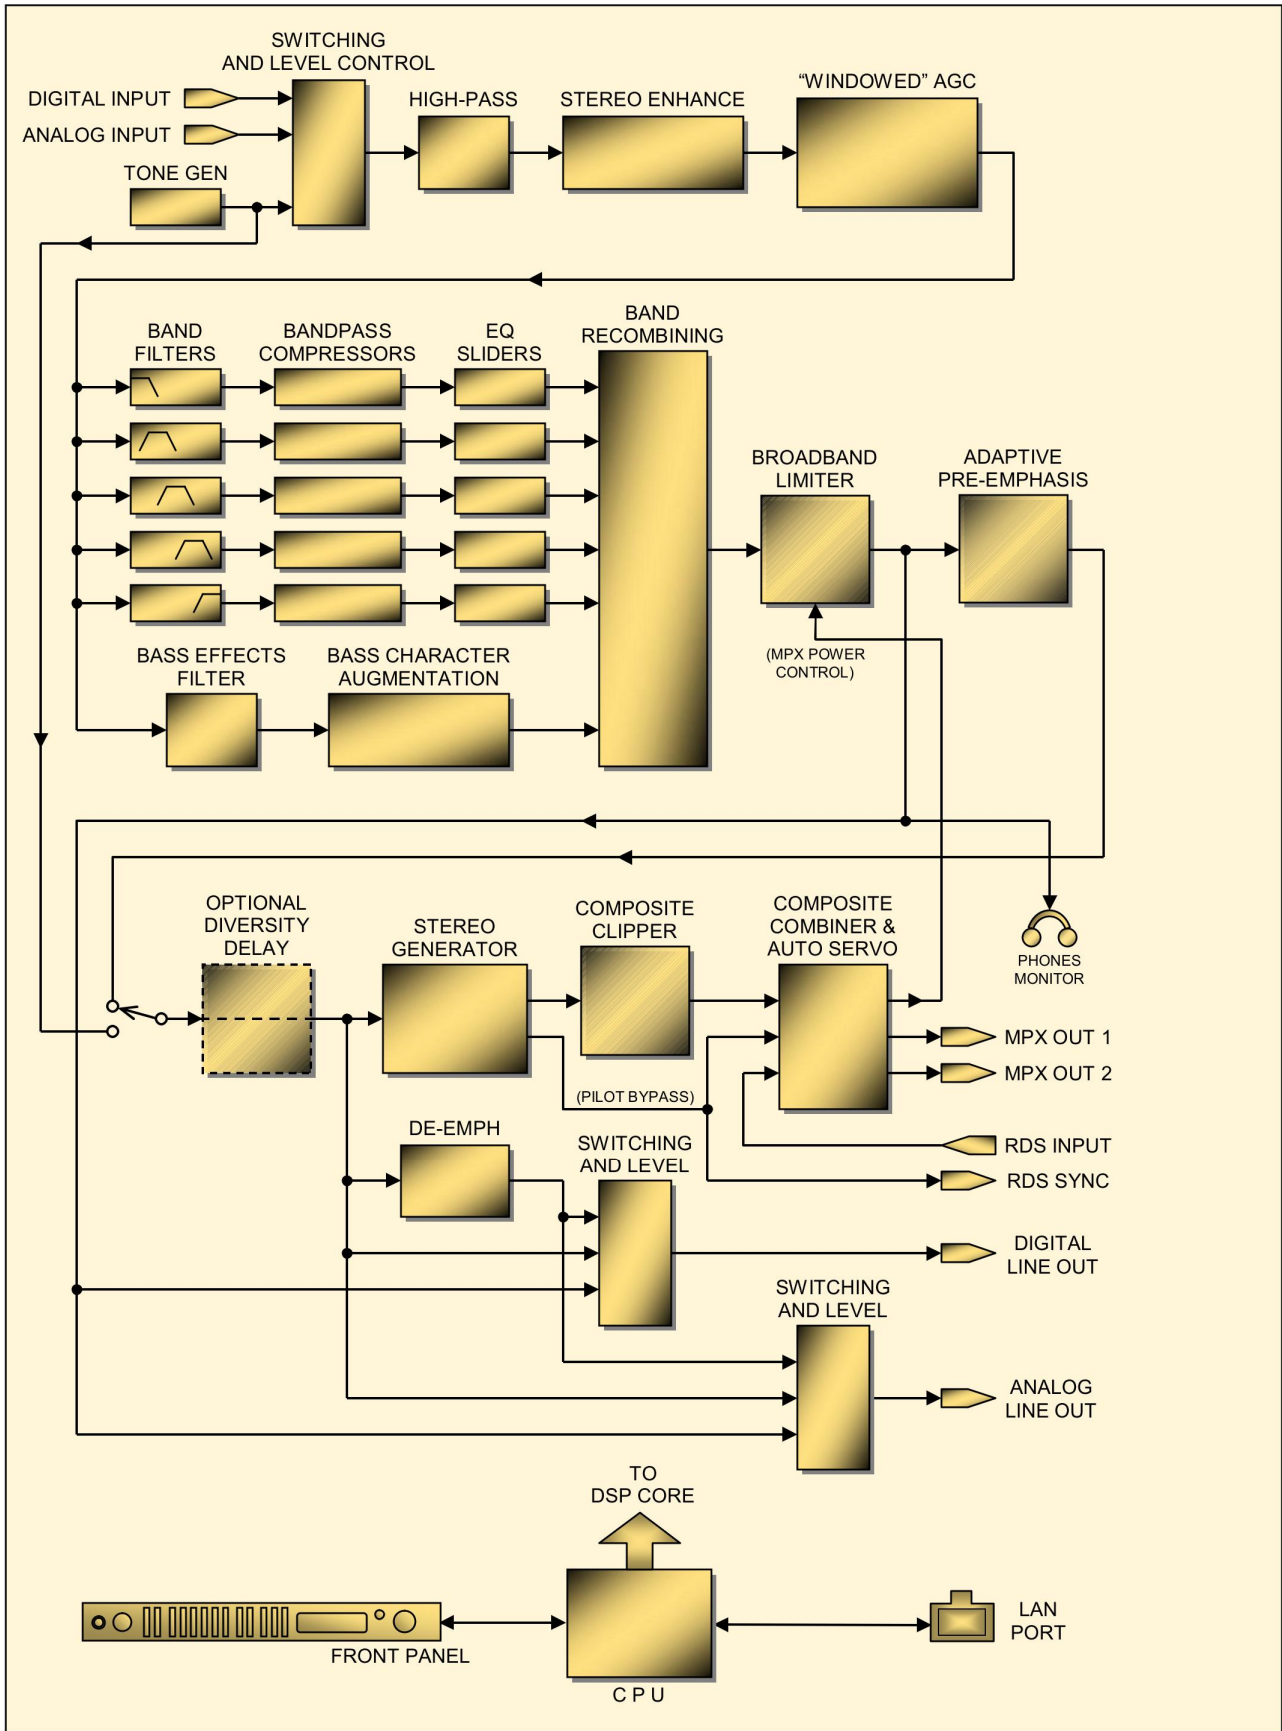 SWITCHING
AND LEVEL CONTROL
DIGITAL INPUT
ANALOG INPUT
TONE GEN
HIGH-PASS
STEREO ENHANCE
“WINDOWED” AGC
BAND
FILTERS
BANDPASS
COMPRESSORS
EQ
SLIDERS
BAND
RECOMBINING
BROADBAND
LIMITER
ADAPTIVE
PRE-EMPHASIS
(MPX POWER
CONTROL)
BASS EFFECTS
FILTER
BASS CHARACTER
AUGMENTATION
OPTIONAL
DIVERSITY
DELAY
STEREO
GENERATOR
COMPOSITE
CLIPPER
COMPOSITE
COMBINER &
AUTO SERVO
PHONES
MONITOR
MPX OUT 1
MPX OUT 2
(PILOT BYPASS)
RDS INPUT
RDS SYNC
DE-EMPH
SWITCHING
AND LEVEL
DIGITAL
LINE OUT
SWITCHING
AND LEVEL
ANALOG
LINE OUT
TO
DSP CORE
FRONT PANEL
C P U
LAN
PORT